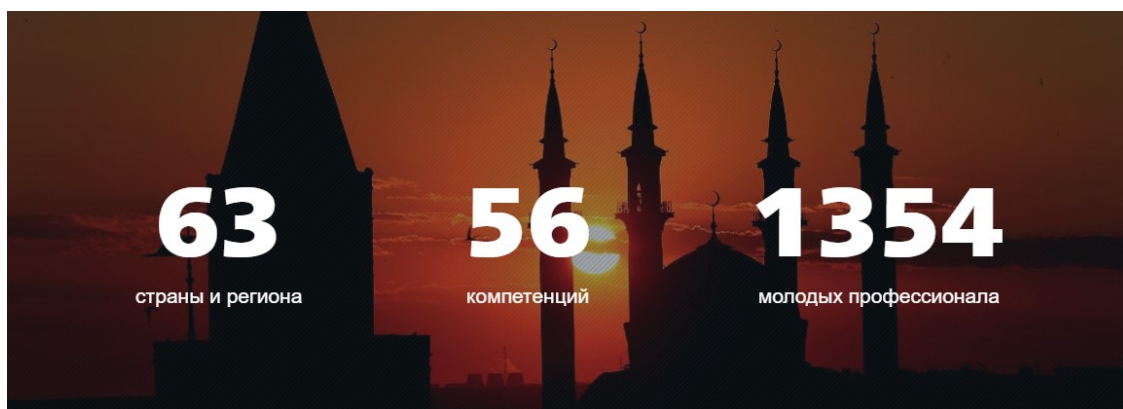 63
56
1354
страны и региона
компетенций
молодых профессионала